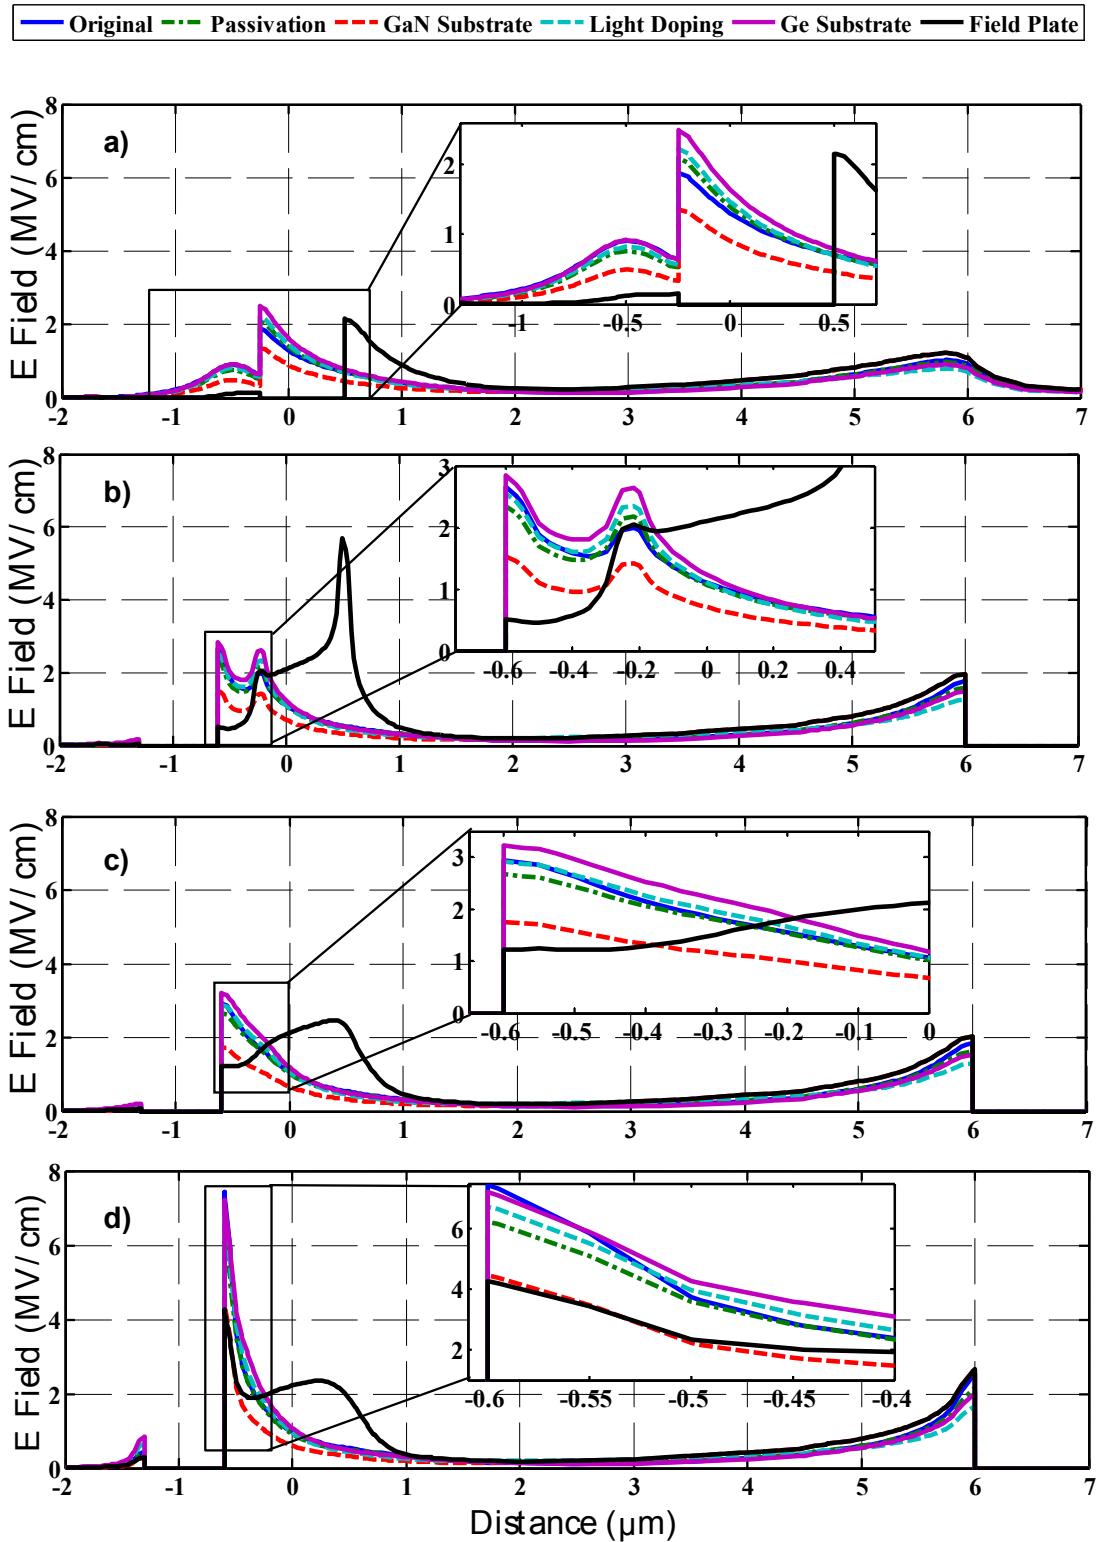 Original Passivation GaN Substrate Light Doping Ge Substrate Field Plate
a)
E Field (MV/cm)
8
6
4
2
0
-2 -1 0 1 2 3 4 5 6 7
2
1
0
-1 -0.5 0 0.5
b)
E Field (MV/cm)
8
6
4
2
0
-2 -1 0 1 2 3 4 5 6 7
3
2
1
0
-0.6 -0.4 -0.2 0 0.2 0.4
c)
E Field (MV/cm)
8
6
4
2
0
-2 -1 0 1 2 3 4 5 6 7
3
2
1
0
-0.6 -0.5 -0.4 -0.3 -0.2 -0.1 0
d)
E Field (MV/cm)
8
6
4
2
0
-2 -1 0 1 2 3 4 5 6 7
6
4
2
-0.6 -0.55 -0.5 -0.45 -0.4
Distance (µm)